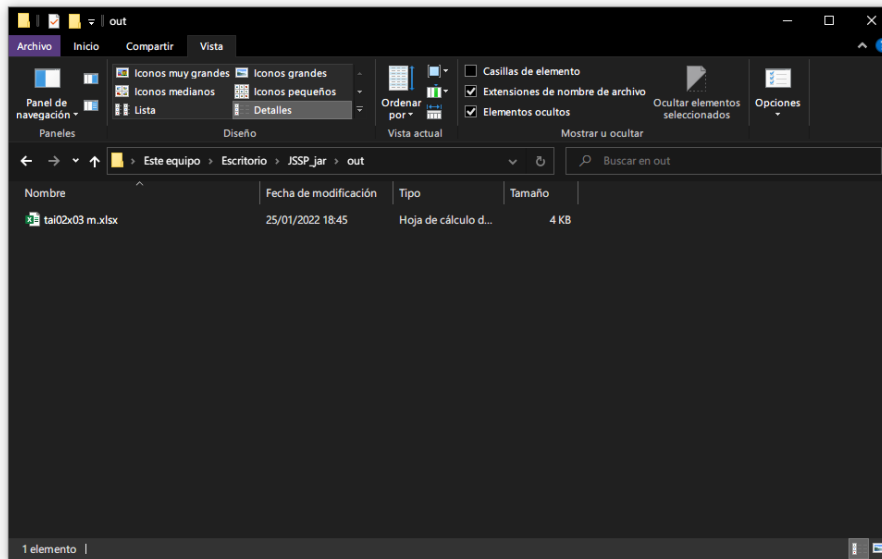 out
Archivo Inicio Compartir Vista
Panel de navegación
Paneles
Iconos muy grandes Iconos grandes
Iconos medianos Iconos pequeños
Lista Detalles
Diseño
Ordenar por
Vista actual
Casillas de elemento
Extensiones de nombre de archivo
Elementos ocultos
Ocultar elementos seleccionados
Mostrar u ocultar
Opciones
Este equipo > Escritorio > JSSP_jar > out
Buscar en out
Nombre Fecha de modificación Tipo Tamaño
tai02x03 m.xlsx 25/01/2022 18:45 Hoja de cálculo d... 4 KB
1 elemento